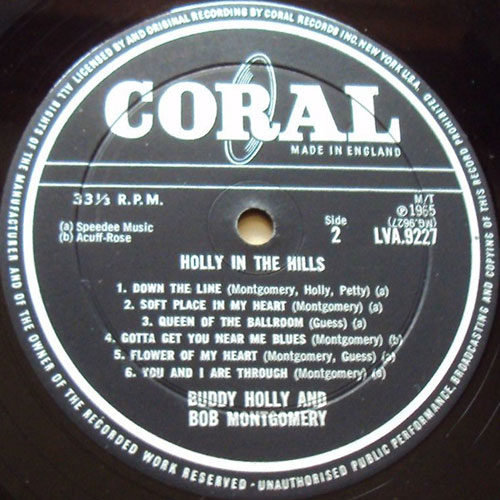 ALL RIGHTS OF THE MANUFACTURER AND OF THE OWNER OF THE RECORDED WORK RESERVED - UNAUTHORISED PUBLIC PERFORMANCE, BROADCASTING AND COPYING OF THIS RECORD PROHIBITED
LICENSED BY AND ORIGINAL RECORDING BY CORAL RECORDS INC. NEW YORK U.S.A.
CORAL
MADE IN ENGLAND
33⅓ R.P.M.
M/T
℗1965
(MG.9627)
(a) Speedee Music
(b) Acuff-Rose
Side
2
LVA.9227
HOLLY IN THE HILLS
1. DOWN THE LINE (Montgomery, Holly, Petty) (a)
2. SOFT PLACE IN MY HEART (Montgomery) (a)
3. QUEEN OF THE BALLROOM (Guess) (a)
4. GOTTA GET YOU NEAR ME BLUES (Montgomery) (b)
5. FLOWER OF MY HEART (Montgomery, Guess) (a)
6. YOU AND I ARE THROUGH (Montgomery) (a)
BUDDY HOLLY AND
BOB MONTGOMERY